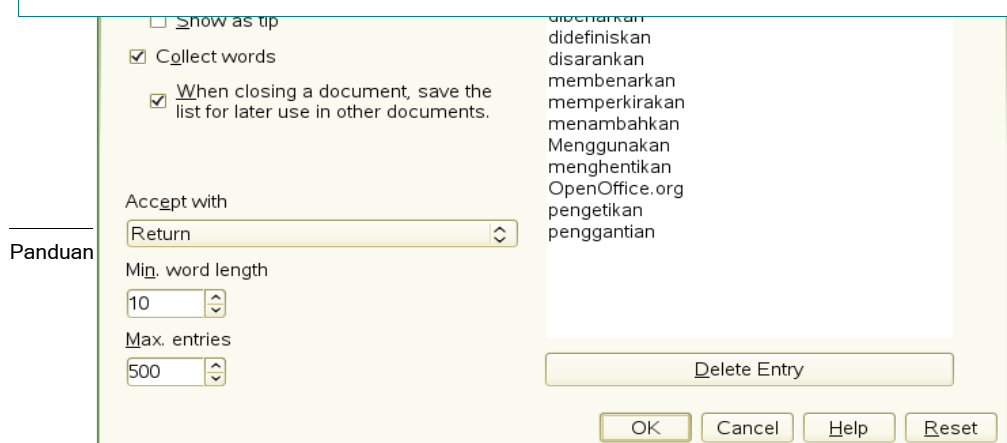 Show as tip
Collect words
When closing a document, save the
list for later use in other documents.
Accept with
Return
Min. word length
10
Max. entries
500
dibenarkan
didefiniskan
disarankan
membenarkan
memperkirakan
menambahkan
Menggunakan
menghentikan
OpenOffice.org
pengetikan
penggantian
Delete Entry
OK Cancel Help Reset
Panduan